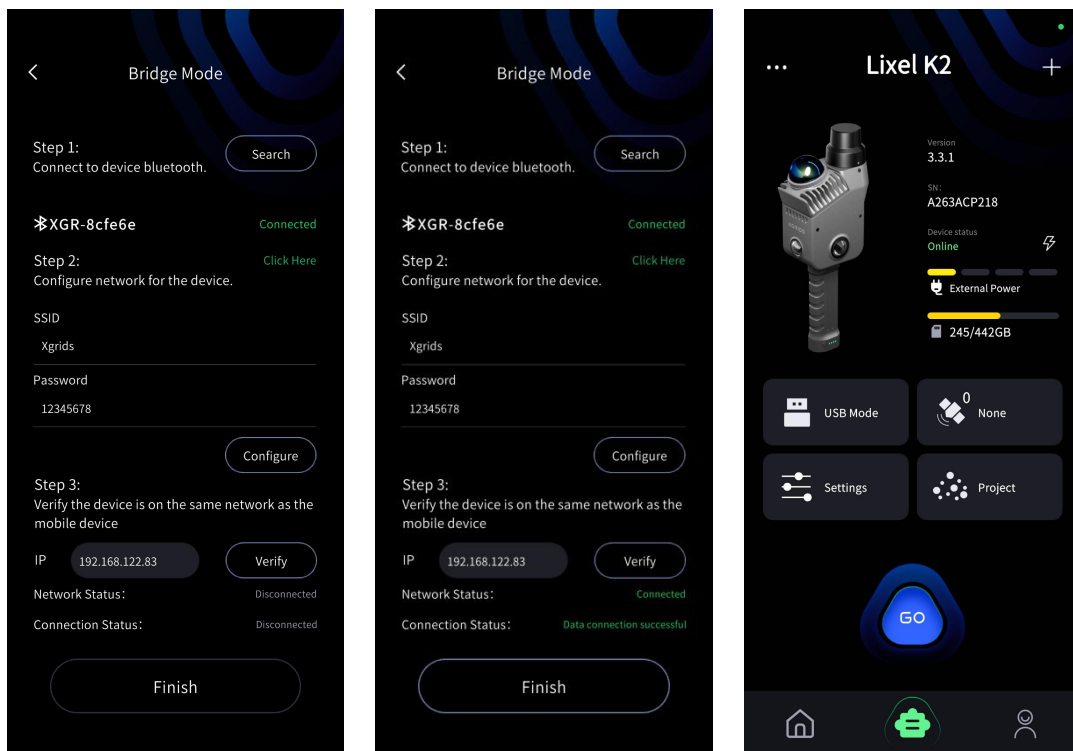 Bridge Mode
Step 1:
Connect to device bluetooth.
Search
XGR-8cfe6e
Connected
Step 2:
Click Here
Configure network for the device.
SSID
Xgrids
Password
12345678
Configure
Step 3:
Verify the device is on the same network as the
mobile device
IP
192.168.122.83
Verify
Network Status:
Disconnected
Connection Status:
Disconnected
Finish
Bridge Mode
Step 1:
Connect to device bluetooth.
Search
XGR-8cfe6e
Connected
Step 2:
Click Here
Configure network for the device.
SSID
Xgrids
Password
12345678
Configure
Step 3:
Verify the device is on the same network as the
mobile device
IP
192.168.122.83
Verify
Network Status:
Connected
Connection Status:
Data connection successful
Finish
Lixel K2
Version
3.3.1
SN:
A263ACP218
Device status
Online
External Power
245/442GB
USB Mode
0
None
Settings
Project
GO